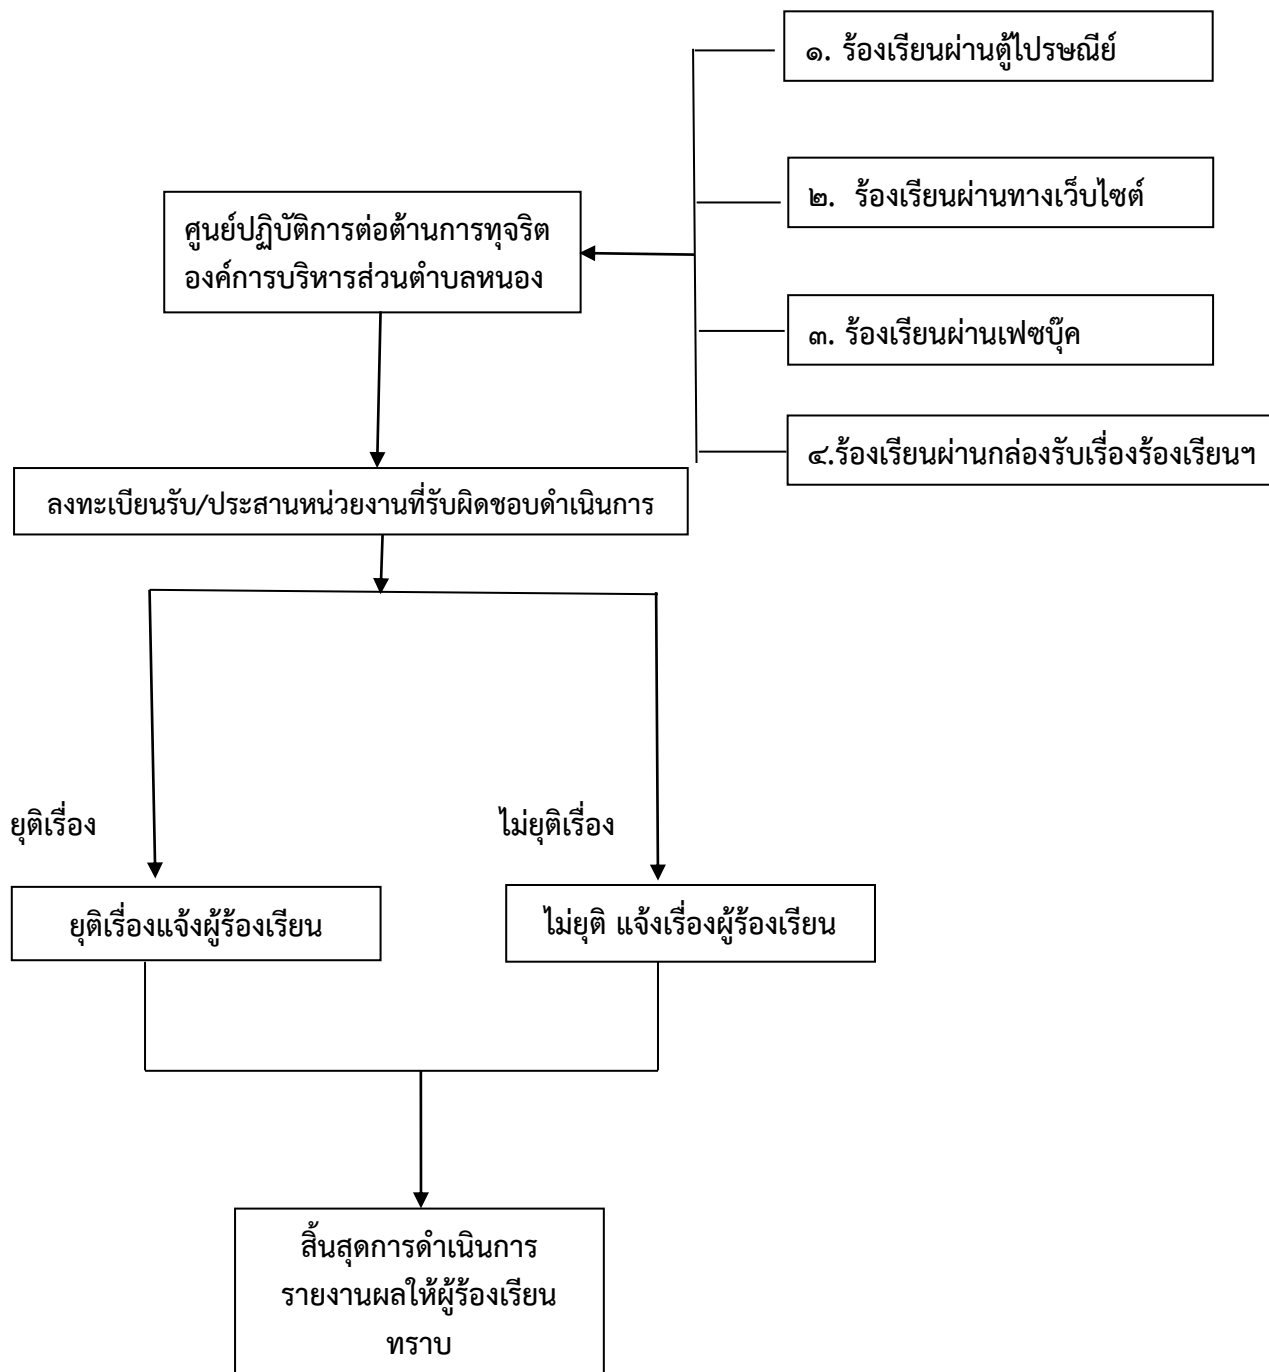 ๑. ร้องเรียนผ่านตู้ไปรษณีย์
๒. ร้องเรียนผ่านทางเว็บไซต์
ศูนย์ปฏิบัติการต่อต้านการทุจริต
องค์การบริหารส่วนตำบลหนอง
๓. ร้องเรียนผ่านเฟซบุ๊ค
๔.ร้องเรียนผ่านกล่องรับเรื่องร้องเรียนฯ
ลงทะเบียนรับ/ประสานหน่วยงานที่รับผิดชอบดำเนินการ
ยุติเรื่อง
ไม่ยุติเรื่อง
ยุติเรื่องแจ้งผู้ร้องเรียน
ไม่ยุติ แจ้งเรื่องผู้ร้องเรียน
สิ้นสุดการดำเนินการ
รายงานผลให้ผู้ร้องเรียน
ทราบ